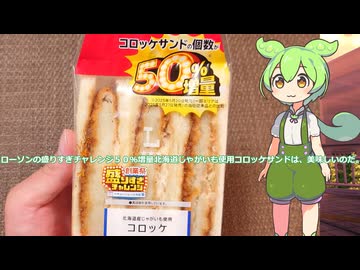 コロッケサンドの個数が
50%
増量
L
ローソンの盛りすぎチャレンジ５０％増量北海道じゃがいも使用コロッケサンドは、美味しいのだ。
創業祭
盛りすぎ
チャレンジ
北海道産じゃがいも使用
コロッケ